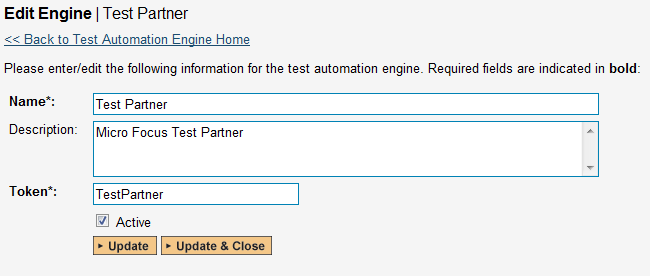 Edit Engine | Test Partner
<< Back to Test Automation Engine Home
Please enter/edit the following information for the test automation engine. Required fields are indicated in bold:
Name*: Test Partner
Description: Micro Focus Test Partner
Token*: TestPartner
Active
Update Update & Close